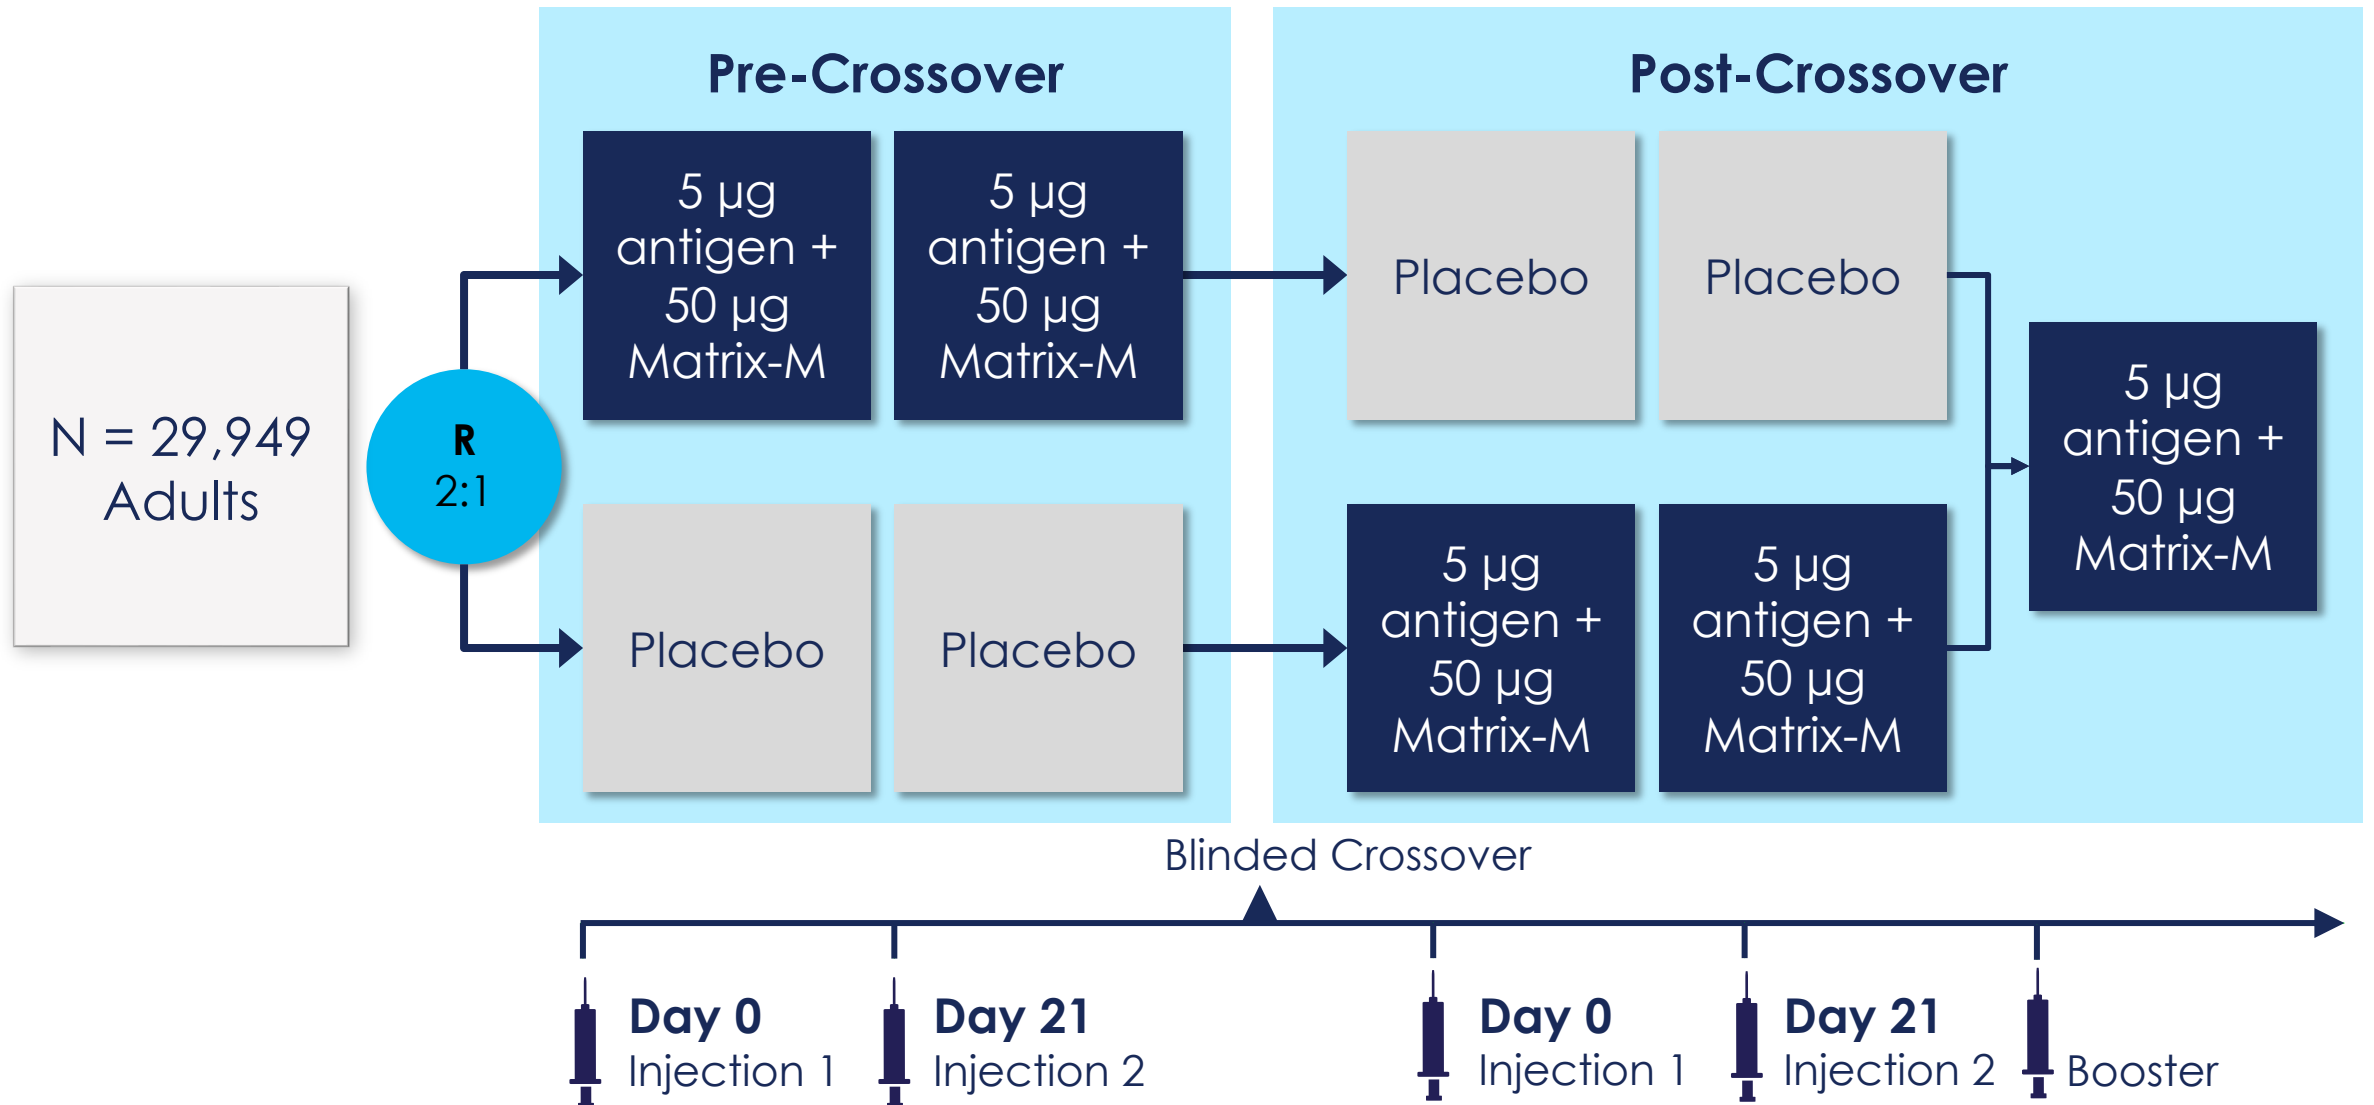 Pre-Crossover
Post-Crossover
N = 29,949
Adults
R
2:1
5 µg
antigen +
50 µg
Matrix-M
5 µg
antigen +
50 µg
Matrix-M
Placebo
Placebo
Placebo
Placebo
5 µg
antigen +
50 µg
Matrix-M
5 µg
antigen +
50 µg
Matrix-M
5 µg
antigen +
50 µg
Matrix-M
Blinded Crossover
Day 0
Injection 1
Day 21
Injection 2
Day 0
Injection 1
Day 21
Injection 2
Booster